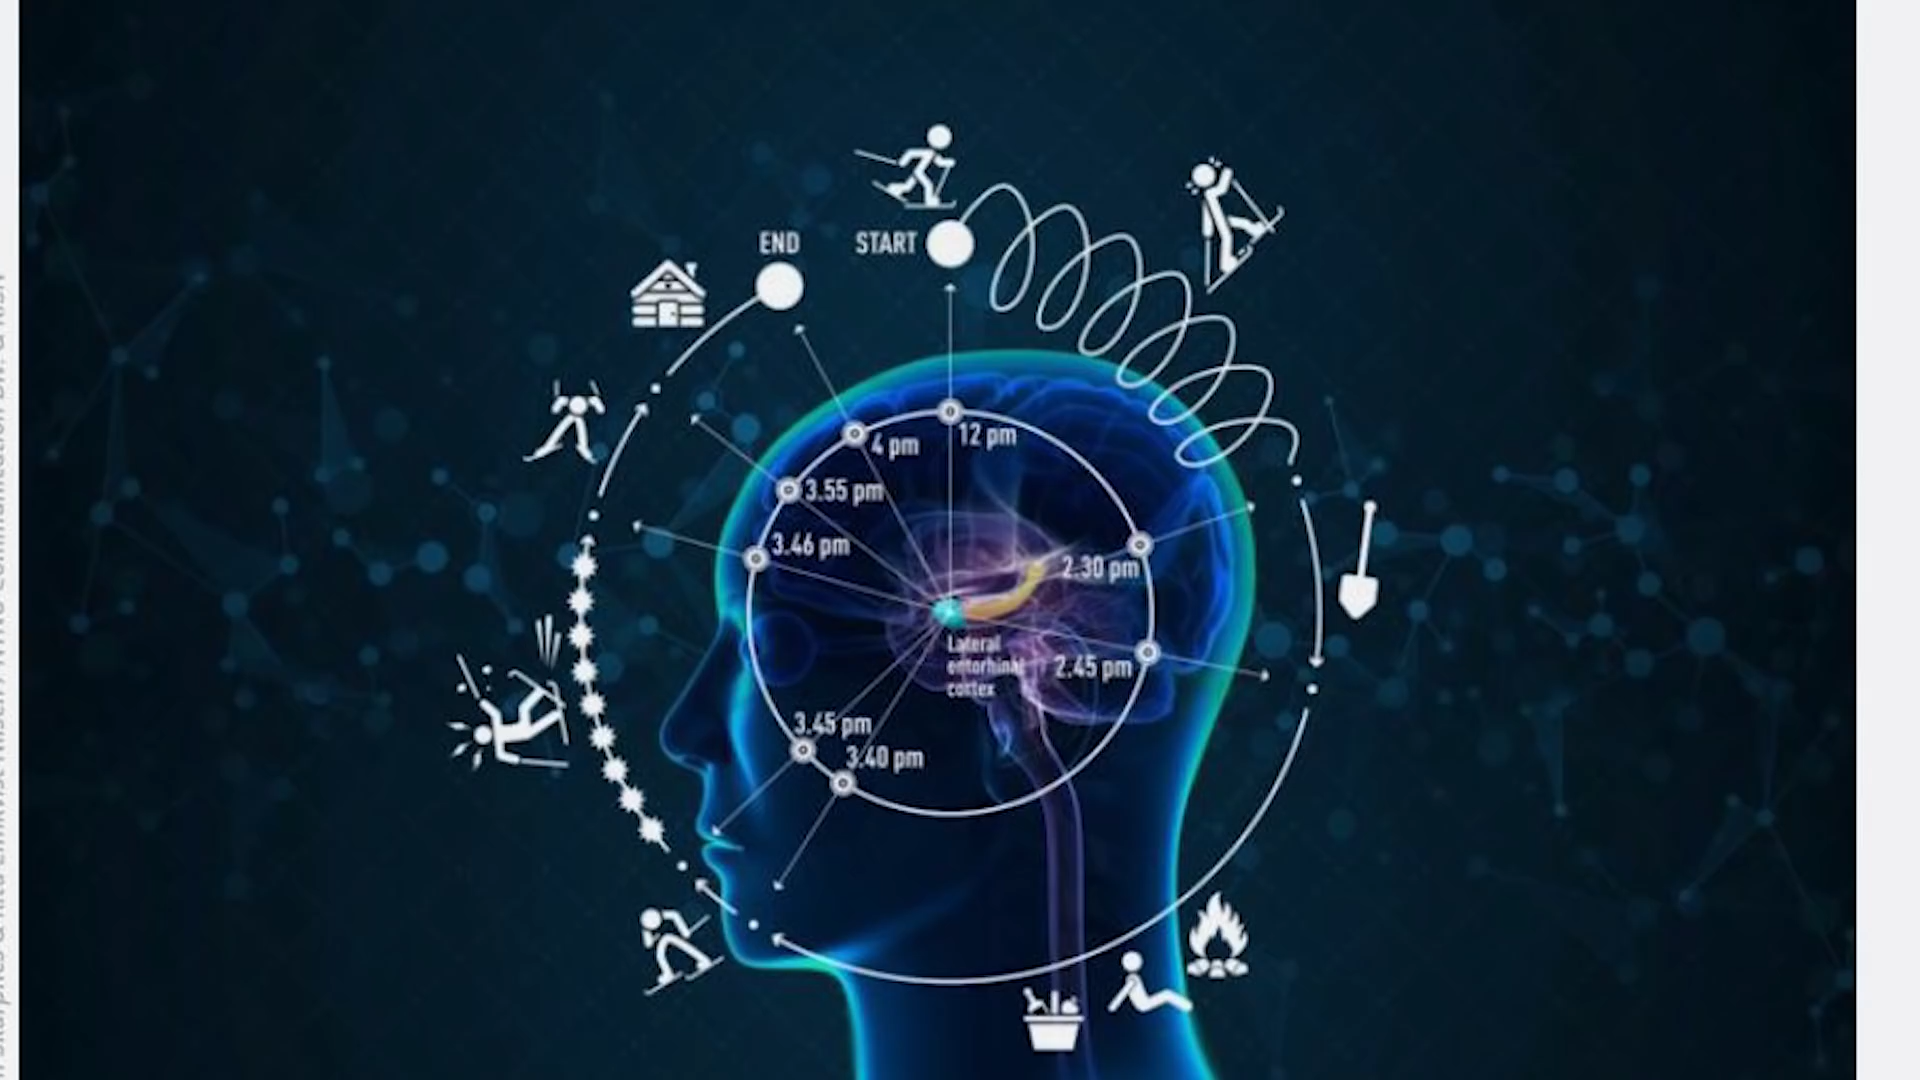 END
START
12 pm
4 pm
3.55 pm
3.46 pm
2.30 pm
Lateral
entorhinal
cortex
2.45 pm
3.45 pm
3.40 pm